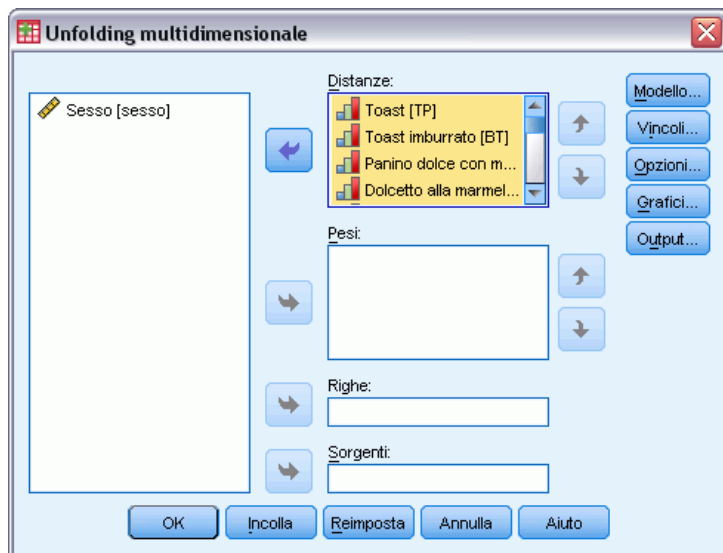 Unfolding multidimensionale
Sesso [sesso]
Distanze:
Toast [TP]
Toast imburrato [BT]
Panino dolce con m...
Dolcetto alla marmel...
Pesi:
Righe:
Sorgenti:
Modello...
Vincoli...
Opzioni...
Grafici...
Output...
OK
Incolla
Reimposta
Annulla
Aiuto